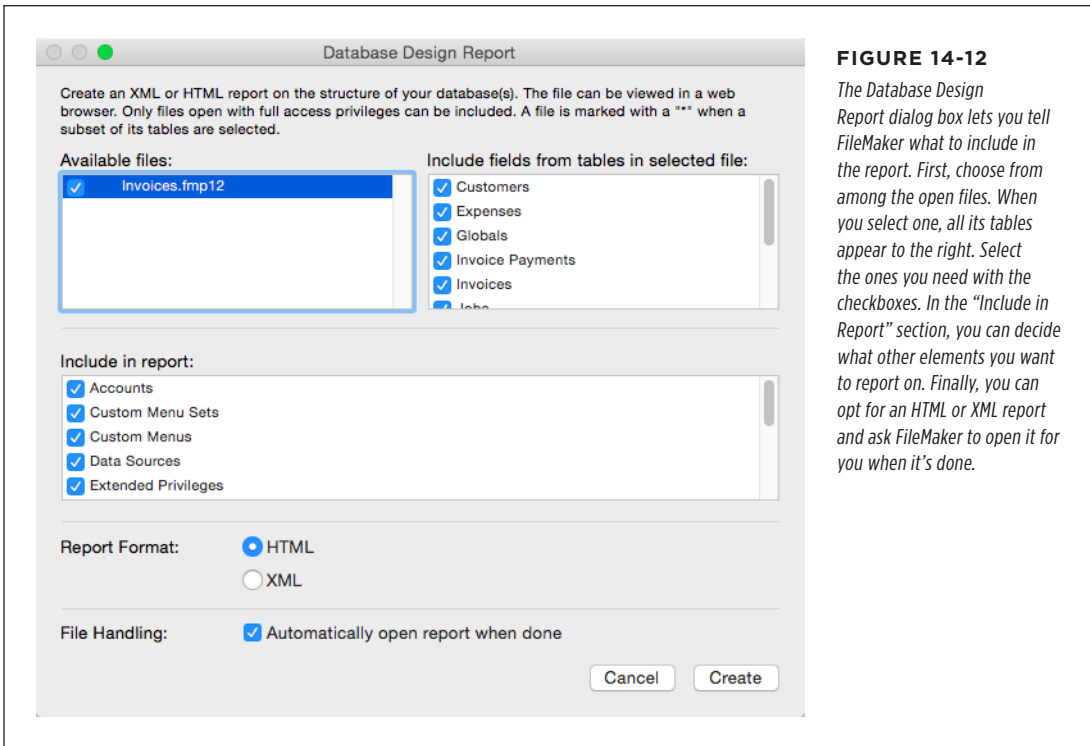 Database Design Report
Create an XML or HTML report on the structure of your database(s). The file can be viewed in a web
browser. Only files open with full access privileges can be included. A file is marked with a "*" when a
subset of its tables are selected.
Available files:
Invoices.fmp12
Include fields from tables in selected file:
Customers
Expenses
Globals
Invoice Payments
Invoices
Jobs
Include in report:
Accounts
Custom Menu Sets
Custom Menus
Data Sources
Extended Privileges
Report Format:
HTML
XML
File Handling:
Automatically open report when done
Cancel
Create
FIGURE 14-12
The Database Design
Report dialog box lets you tell
FileMaker what to include in
the report. First, choose from
among the open files. When
you select one, all its tables
appear to the right. Select
the ones you need with the
checkboxes. In the “Include in
Report” section, you can decide
what other elements you want
to report on. Finally, you can
opt for an HTML or XML report
and ask FileMaker to open it for
you when it’s done.